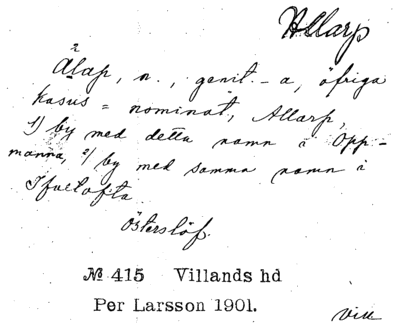 Allarp
Alap, n., genit. -a, öfriga
kasus = nominat, Allarp,
1) by med detta namn i Opp-
manna, 2) by med samma namn i
Ifvetofta
Österslöf.
№ 415 Villands hd
Per Larsson 1901.